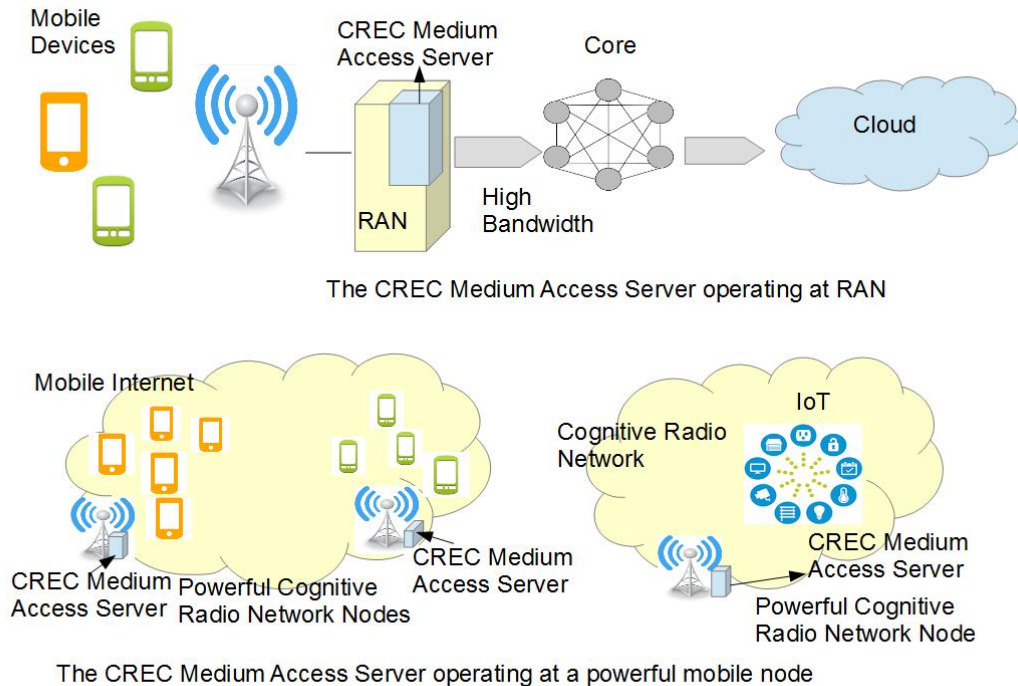 Mobile
Devices
CREC Medium
Access Server
Core
Cloud
RAN
High
Bandwidth
The CREC Medium Access Server operating at RAN
Mobile Internet
CREC Medium
Access Server
Powerful Cognitive
Radio Network Nodes
CREC Medium
Access Server
IoT
Cognitive Radio
Network
CREC Medium
Access Server
Powerful Cognitive
Radio Network Node
The CREC Medium Access Server operating at a powerful mobile node